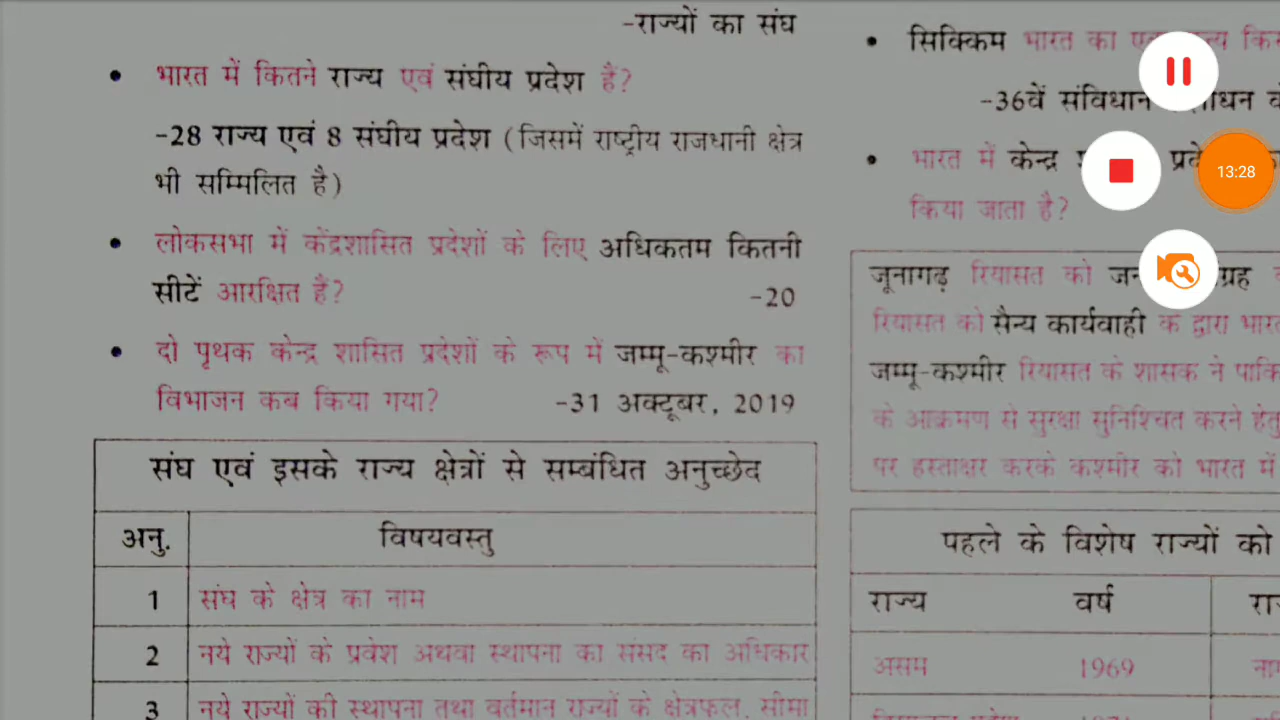 -राज्यों का संघ
• भारत में कितने राज्य एवं संघीय प्रदेश है?
-28 राज्य एवं 8 संघीय प्रदेश (जिसमें राष्ट्रीय राजधानी क्षेत्र
भी सम्मिलित है)
• लोकसभा में केंद्रशासित प्रदेशों के लिए अधिकतम कितनी
सीटें आरक्षित हैं?
-20
• दो पृथक केन्द्र शासित प्रदेशों के रूप में जम्मू-कश्मीर का
विभाजन कब किया गया? -31 अक्टूबर, 2019
संघ एवं इसके राज्य क्षेत्रों से सम्बंधित अनुच्छेद
अनु. विषयवस्तु
1 संघ के क्षेत्र का नाम
2 नये राज्यों के प्रवेश अथवा स्थापना का संसद का अधिकार
3 नये राज्यों की स्थापना तथा वर्तमान राज्यों के क्षेत्रफल, सीमा
• सिक्किम भारत का
-36वें संविधान
• भारत में केन्द्र
किया जाता है?
जूनागढ़ रियासत को
रियासत को सैन्य कार्यवाही के द्वारा
जम्मू-कश्मीर रियासत के शासक ने
के आक्रमण से सुरक्षा सुनिश्चित करने हेतु
पर हस्ताक्षर करके कश्मीर को भारत में
पहले के विशेष राज्यों को
राज्य वर्ष
असम 1969
13:28